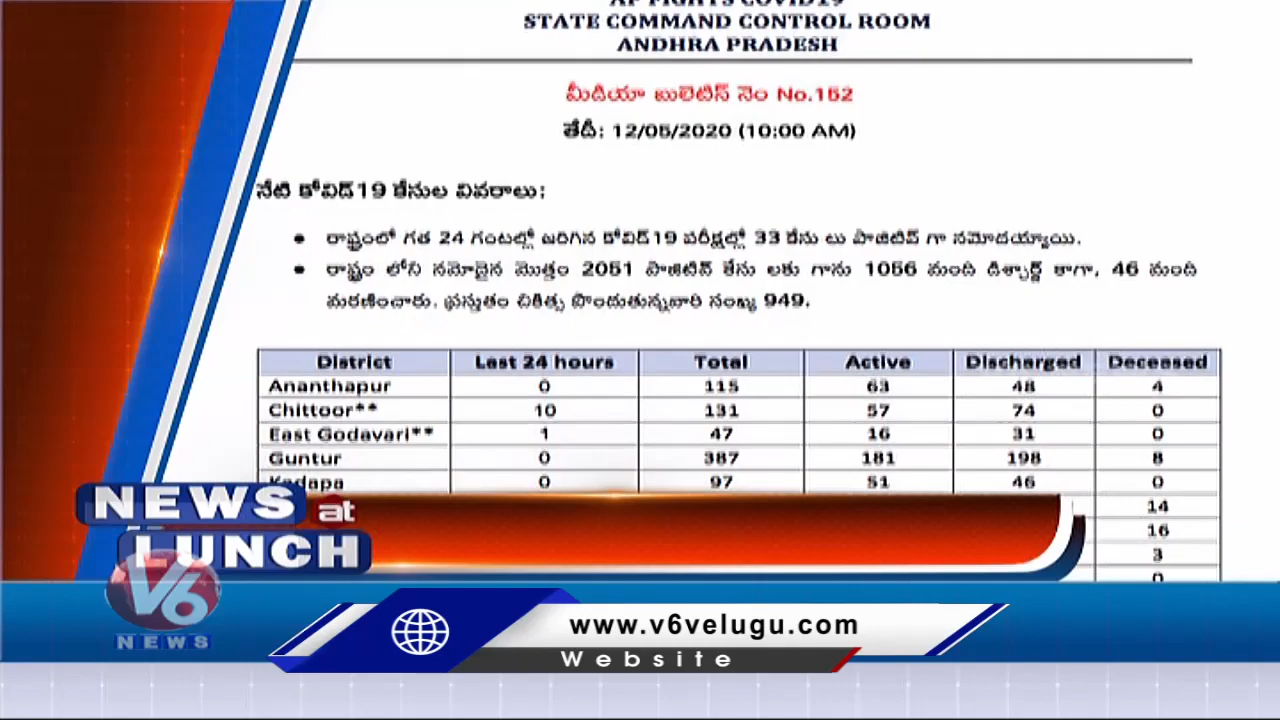 AP FIGHTS COVID19
STATE COMMAND CONTROL ROOM
ANDHRA PRADESH
మీడియా బులెటిన్ నెం No.152
తేదీ: 12/05/2020 (10:00 AM)
నేటి కోవిడ్19 కేసుల వివరాలు:
• రాష్ట్రంలో గత 24 గంటల్లో జరిగిన కోవిడ్19 పరీక్షల్లో 33 కేసు లు పాజిటివ్ గా నమోదయ్యాయి.
• రాష్ట్రం లోని నమోదైన మొత్తం 2051 పాజిటివ్ కేసు లకు గాను 1056 మంది డిశ్చార్జ్ కాగా, 46 మంది
మరణించారు. ప్రస్తుతం చికిత్స పొందుతున్నవారి సంఖ్య 949.
District Last 24 hours Total Active Discharged Deceased
Ananthapur 0 115 63 48 4
Chittoor** 10 131 57 74 0
East Godavari** 1 47 16 31 0
Guntur 0 387 181 198 8
Kadapa 0 97 51 46 0
14
16
3
0
NEWS at
LUNCH
V6
NEWS
www.v6velugu.com
Website